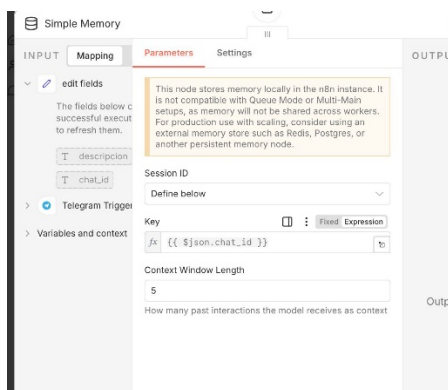 Simple Memory
INPUT
Mapping
edit fields
The fields below c
successful execut
to refresh them.
T descripcion
T chat_id
Telegram Trigger
Variables and context
Parameters
Settings
This node stores memory locally in the n8n instance. It
is not compatible with Queue Mode or Multi-Main
setups, as memory will not be shared across workers.
For production use with scaling, consider using an
external memory store such as Redis, Postgres, or
another persistent memory node.
Session ID
Define below
Key
Fixed Expression
fx {{ $json.chat_id }}
Context Window Length
5
How many past interactions the model receives as context
OUTPU
Outp